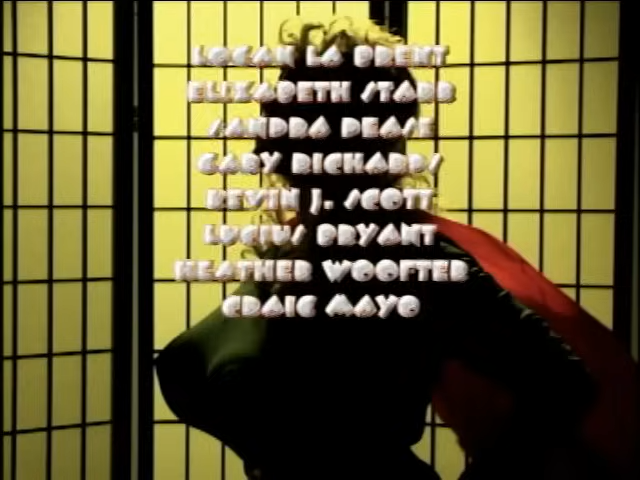 LOGAN LA BRENT
ELIZABETH STARR
SANDRA PEASE
GARY RICHARDS
KEVIN J. SCOTT
LUCIUS BRYANT
HEATHER WOOFTER
CRAIG MAYO